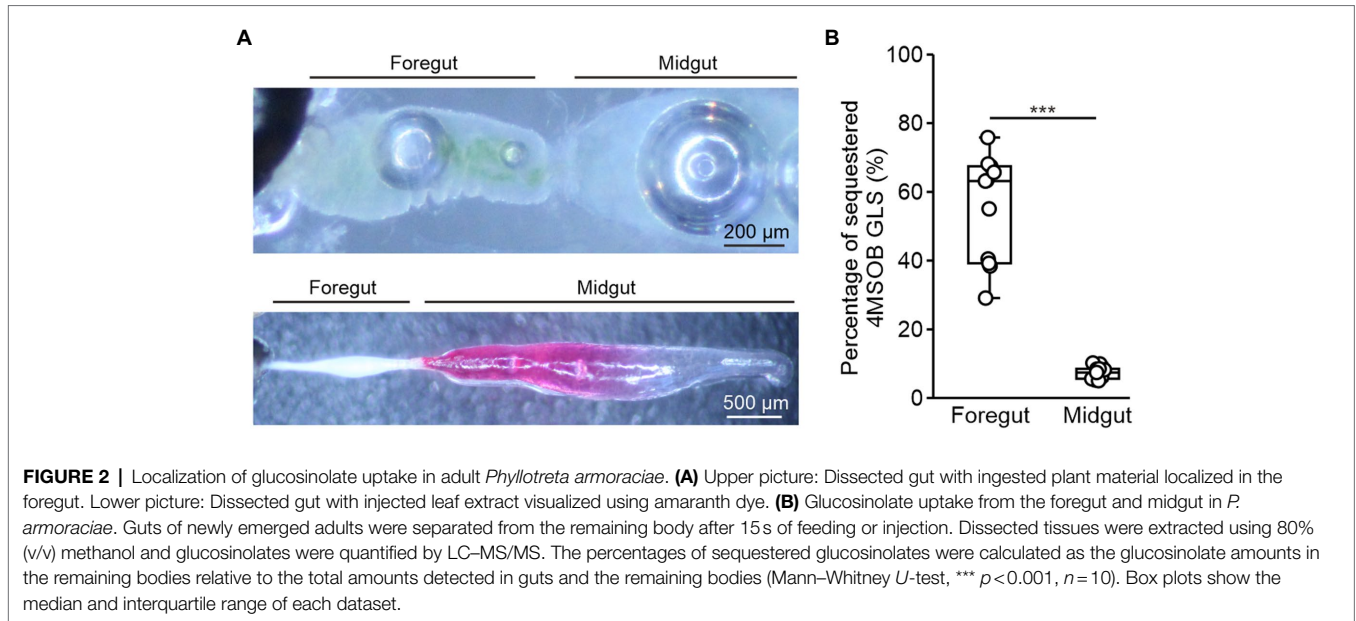 A
Foregut
Midgut
200 µm
Foregut
Midgut
500 µm
B
Percentage of sequestered
4MSOB GLS (%)
100
80
60
40
20
0
***
Foregut
Midgut
FIGURE 2 | Localization of glucosinolate uptake in adult Phyllotreta armoraciae. (A) Upper picture: Dissected gut with ingested plant material localized in the
foregut. Lower picture: Dissected gut with injected leaf extract visualized using amaranth dye. (B) Glucosinolate uptake from the foregut and midgut in P.
armoraciae. Guts of newly emerged adults were separated from the remaining body after 15 s of feeding or injection. Dissected tissues were extracted using 80%
(v/v) methanol and glucosinolates were quantified by LC–MS/MS. The percentages of sequestered glucosinolates were calculated as the glucosinolate amounts in
the remaining bodies relative to the total amounts detected in guts and the remaining bodies (Mann–Whitney U-test, *** p < 0.001, n = 10). Box plots show the
median and interquartile range of each dataset.